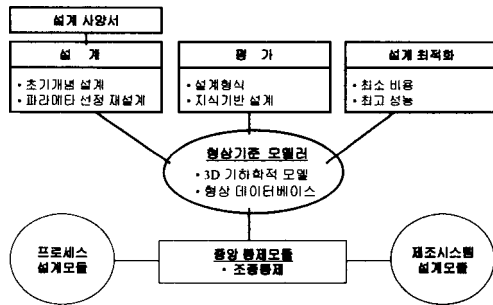 설계 사양서
설 계
• 초기개념 설계
• 파라메타 선정 재설계
평 가
• 설계형식
• 지식기반 설계
설계 최적화
• 최소 비용
• 최고 성능
형상기준 모델러
• 3D 기하학적 모델
• 형상 데이터베이스
프로세스
설계모듈
중앙 통제모듈
• 조종통제
제조시스템
설계모듈